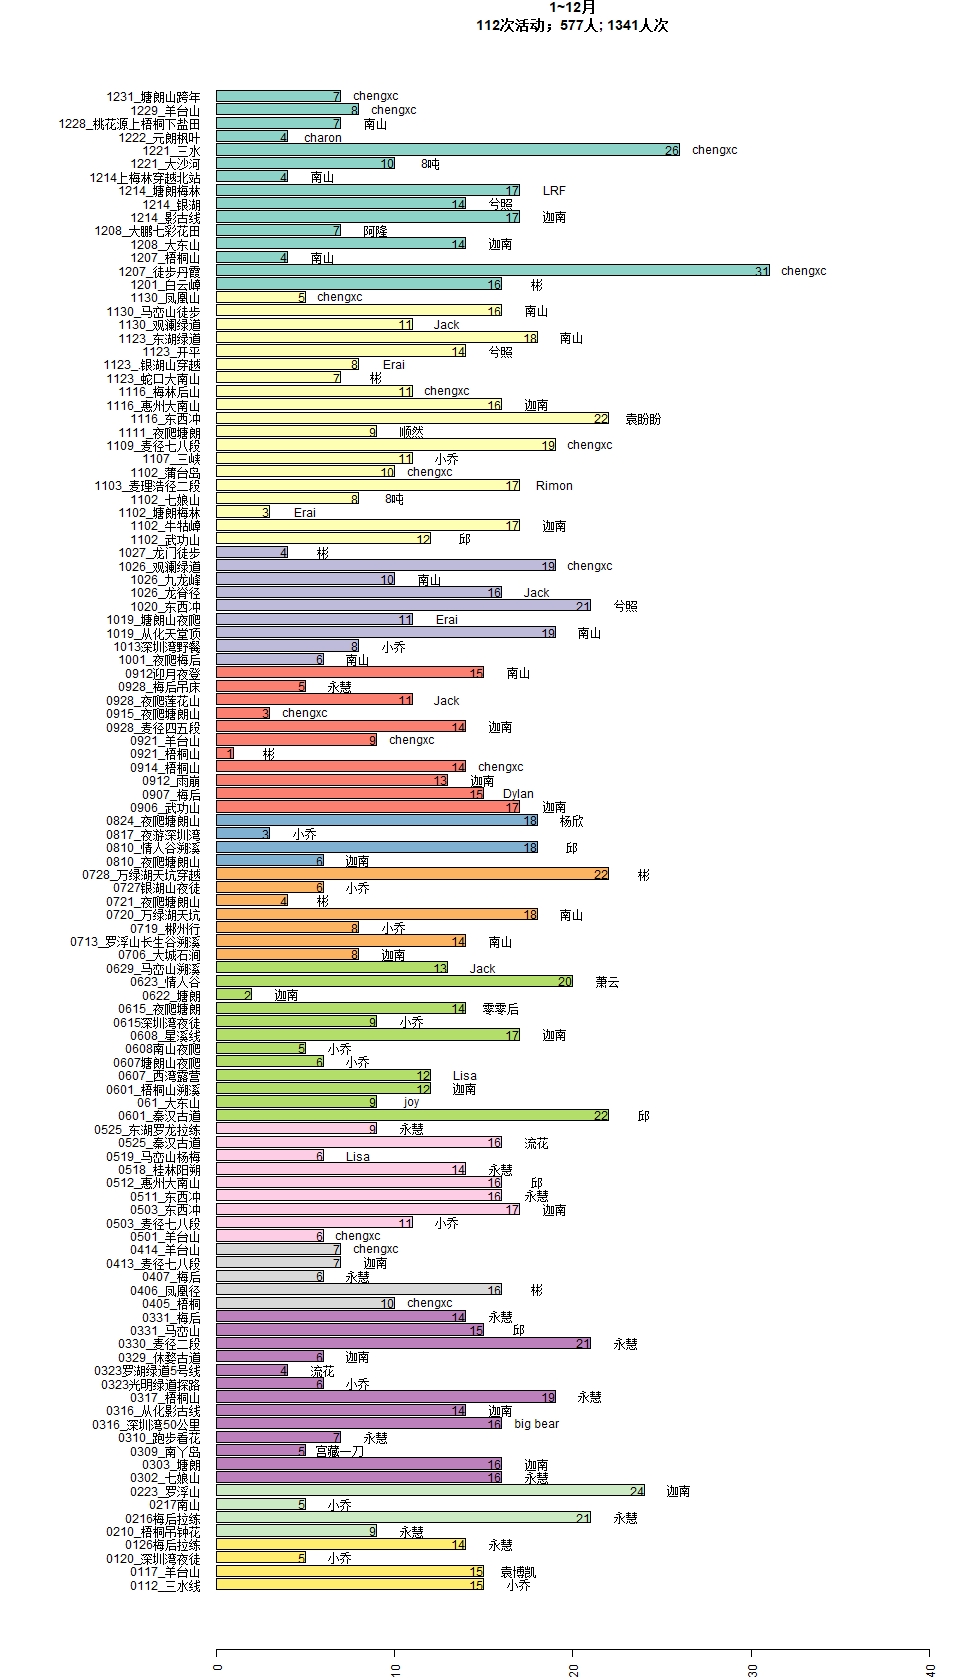 1~12月
112次活动；577人; 1341人次
1231_塘朗山跨年 7 chengxc
1229_羊台山 8 chengxc
1228_桃花源上梧桐下盐田 7 南山
1222_元朗枫叶 4 charon
1221_三水 26 chengxc
1221_大沙河 10 8吨
1214上梅林穿越北站 4 南山
1214_塘朗梅林 17 LRF
1214_银湖 14 兮照
1214_影古线 17 迦南
1208_大鹏七彩花田 7 阿隆
1208_大东山 14 迦南
1207_梧桐山 4 南山
1207_徒步丹霞 31 chengxc
1201_白云嶂 16 彬
1130_凤凰山 5 chengxc
1130_马峦山徒步 16 南山
1130_观澜绿道 11 Jack
1123_东湖绿道 18 南山
1123_开平 14 兮照
1123_.银湖山穿越 8 Erai
1123_蛇口大南山 7 彬
1116_梅林后山 11 chengxc
1116_惠州大南山 16 迦南
1116_东西冲 22 袁盼盼
1111_夜爬塘朗 9 顺然
1109_麦径七八段 19 chengxc
1107_三峡 11 小乔
1102_蒲台岛 10 chengxc
1103_麦理浩径二段 17 Rimon
1102_七娘山 8 8吨
1102_塘朗梅林 3 Erai
1102_牛牯嶂 17 迦南
1102_武功山 12 邱
1027_龙门徒步 4 彬
1026_观澜绿道 19 chengxc
1026_九龙峰 10 南山
1026_龙脊径 16 Jack
1020_东西冲 21 兮照
1019_塘朗山夜爬 11 Erai
1019_从化天堂顶 19 南山
1013深圳湾野餐 8 小乔
1001_夜爬梅后 6 南山
0912迎月夜登 15 南山
0928_梅后吊床 5 永慧
0928_夜爬莲花山 11 Jack
0915_夜爬塘朗山 3 chengxc
0928_麦径四五段 14 迦南
0921_羊台山 9 chengxc
0921_梧桐山 1 彬
0914_梧桐山 14 chengxc
0912_雨崩 13 迦南
0907_梅后 15 Dylan
0906_武功山 17 迦南
0824_夜爬塘朗山 18 杨欣
0817_夜游深圳湾 3 小乔
0810_情人谷溯溪 18 邱
0810_夜爬塘朗山 6 迦南
0728_万绿湖天坑穿越 22 彬
0727银湖山夜徒 6 小乔
0721_夜爬塘朗山 4 彬
0720_万绿湖天坑 18 南山
0719_郴州行 8 小乔
0713_罗浮山长生谷溯溪 14 南山
0706_大城石涧 8 迦南
0629_马峦山溯溪 13 Jack
0623_情人谷 20 萧云
0622_塘朗 2 迦南
0615_夜爬塘朗 14 零零后
0615深圳湾夜徒 9 小乔
0608_星溪线 17 迦南
0608南山夜爬 5 小乔
0607塘朗山夜爬 6 小乔
0607_西湾露营 12 Lisa
0601_梧桐山溯溪 12 迦南
061_大东山 9 joy
0601_秦汉古道 22 邱
0525_东湖罗龙拉练 9 永慧
0525_秦汉古道 16 流花
0519_马峦山杨梅 6 Lisa
0518_桂林阳朔 14 永慧
0512_惠州大南山 16 邱
0511_东西冲 16 永慧
0503_东西冲 17 迦南
0503_麦径七八段 11 小乔
0501_羊台山 6 chengxc
0414_羊台山 7 chengxc
0413_麦径七八段 7 迦南
0407_梅后 6 永慧
0406_凤凰径 16 彬
0405_梧桐 10 chengxc
0331_梅后 14 永慧
0331_马峦山 15 邱
0330_麦径二段 21 永慧
0329_休婺古道 6 迦南
0323罗湖绿道5号线 4 流花
0323光明绿道探路 6 小乔
0317_梧桐山 19 永慧
0316_从化影古线 14 迦南
0316_深圳湾50公里 16 big bear
0310_跑步看花 7 永慧
0309_南丫岛 5 宫藏一刀
0303_塘朗 16 迦南
0302_七娘山 16 永慧
0223_罗浮山 24 迦南
0217南山 5 小乔
0216梅后拉练 21 永慧
0210_梧桐吊钟花 9 永慧
0126梅后拉练 14 永慧
0120_深圳湾夜徒 5 小乔
0117_羊台山 15 袁博凯
0112_三水线 15 小乔
0 10 20 30 40